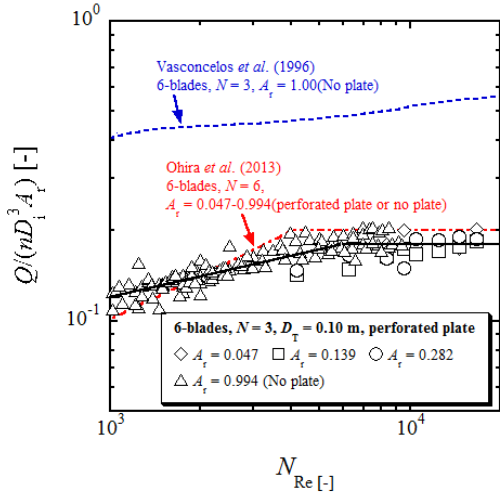 10⁰
Vasconcelos et al. (1996)
6-blades, N = 3, Aᵣ = 1.00(No plate)
Ohira et al. (2013)
6-blades, N = 6,
Aᵣ = 0.047-0.994(perforated plate or no plate)
Q/(nDᵢ³Aᵣ) [-]
10⁻¹
6-blades, N = 3, D_T = 0.10 m, perforated plate
◇ Aᵣ = 0.047 □ Aᵣ = 0.139 ○ Aᵣ = 0.282
△ Aᵣ = 0.994 (No plate)
10³ 10⁴
N_Re [-]